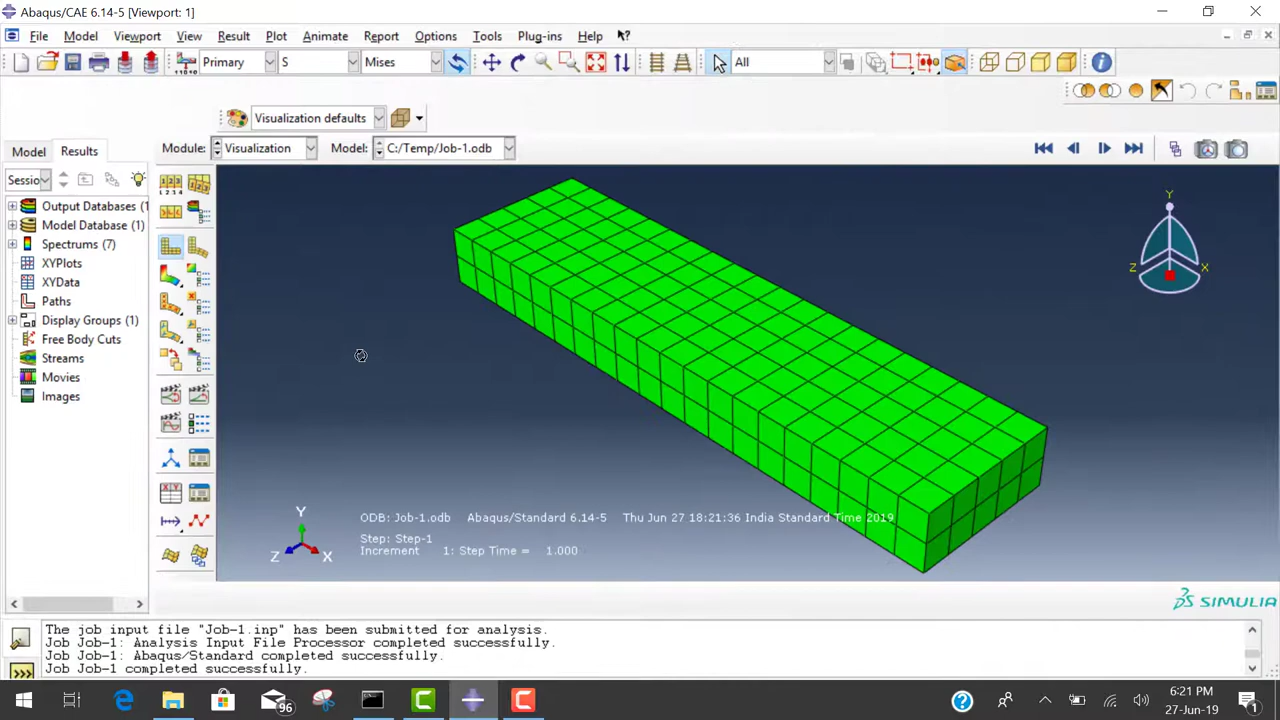 Abaqus/CAE 6.14-5 [Viewport: 1]
File Model Viewport View Result Plot Animate Report Options Tools Plug-ins Help
Primary S Mises All
Visualization defaults
Model Results Module: Visualization Model: C:/Temp/Job-1.odb
Sessio
Output Databases (1
Model Database (1)
Spectrums (7)
XYPlots
XYData
Paths
Display Groups (1)
Free Body Cuts
Streams
Movies
Images
Y
Z X
ODB: Job-1.odb Abaqus/Standard 6.14-5 Thu Jun 27 18:21:36 India Standard Time 2019
Step: Step-1
Increment 1: Step Time = 1.000
Y
Z X
SIMULIA
The job input file "Job-1.inp" has been submitted for analysis.
Job Job-1: Analysis Input File Processor completed successfully.
Job Job-1: Abaqus/Standard completed successfully.
Job Job-1 completed successfully.
96
6:21 PM
27-Jun-19
1